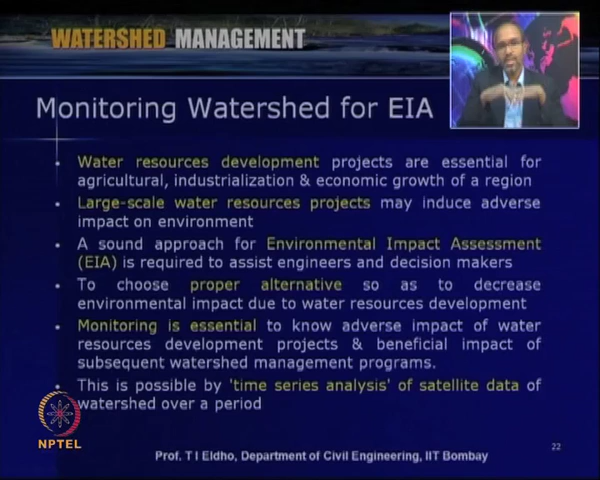 WATERSHED MANAGEMENT
Monitoring Watershed for EIA
• Water resources development projects are essential for
agricultural, industrialization & economic growth of a region
• Large-scale water resources projects may induce adverse
impact on environment
• A sound approach for Environmental Impact Assessment
(EIA) is required to assist engineers and decision makers
• To choose proper alternative so as to decrease
environmental impact due to water resources development
• Monitoring is essential to know adverse impact of water
resources development projects & beneficial impact of
subsequent watershed management programs.
• This is possible by 'time series analysis' of satellite data of
watershed over a period
NPTEL
22
Prof. T I Eldho, Department of Civil Engineering, IIT Bombay